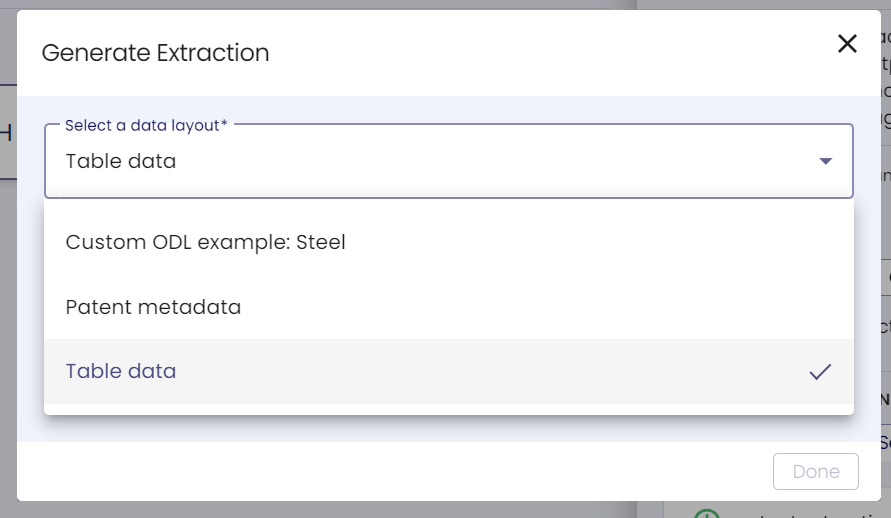 Generate Extraction
Select a data layout*
Table data
Custom ODL example: Steel
Patent metadata
Table data
Done